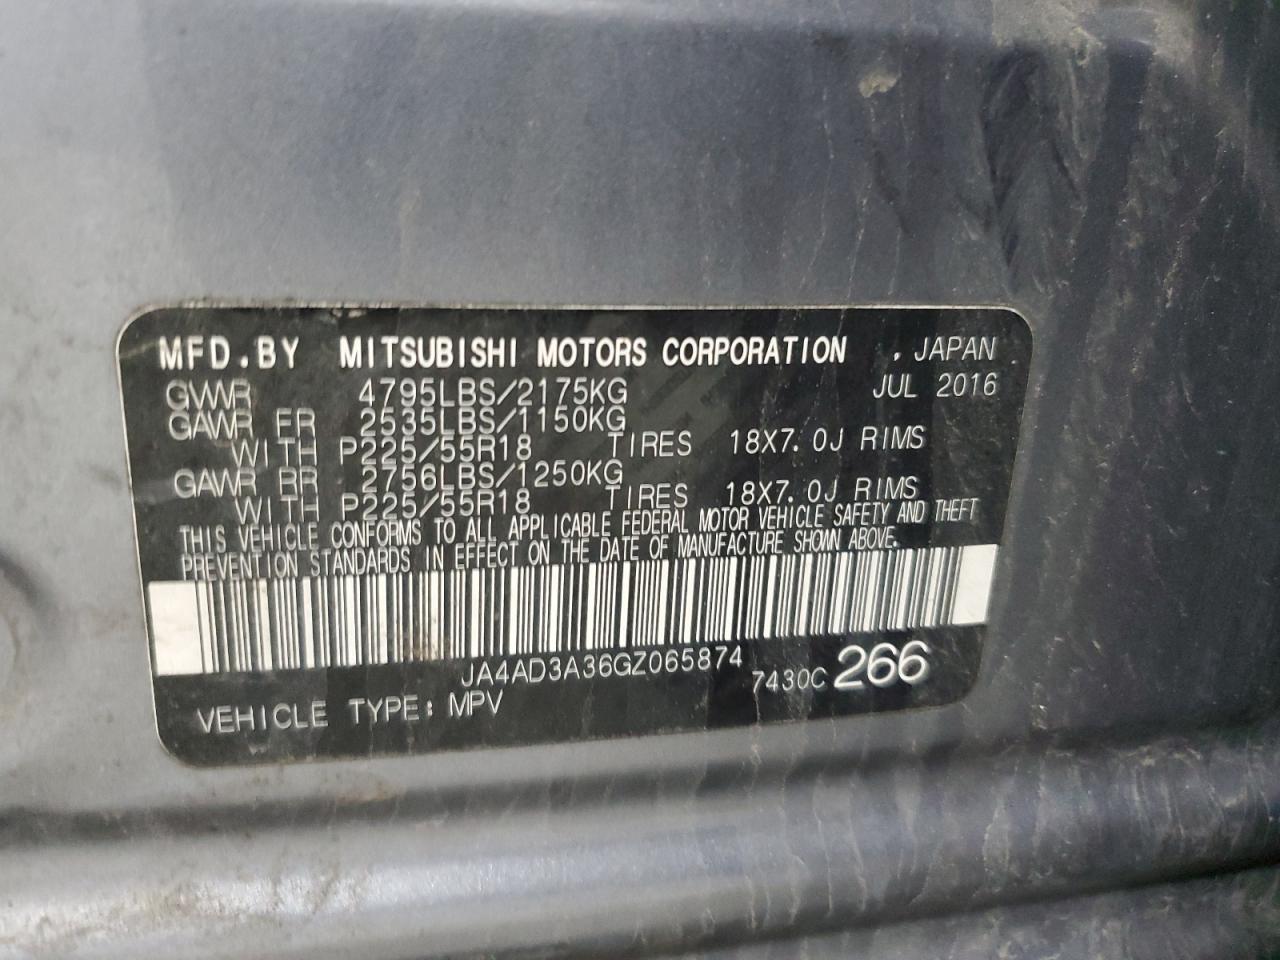 MFD.BY MITSUBISHI MOTORS CORPORATION , JAPAN
GVWR 4795LBS/2175KG JUL 2016
GAWR FR 2535LBS/1150KG
WITH P225/55R18 TIRES 18X7.0J RIMS
GAWR RR 2756LBS/1250KG
WITH P225/55R18 TIRES 18X7.0J RIMS
THIS VEHICLE CONFORMS TO ALL APPLICABLE FEDERAL MOTOR VEHICLE SAFETY AND THEFT
PREVENTION STANDARDS IN EFFECT ON THE DATE OF MANUFACTURE SHOWN ABOVE.
JA4AD3A36GZ065874 7430C 266
VEHICLE TYPE: MPV